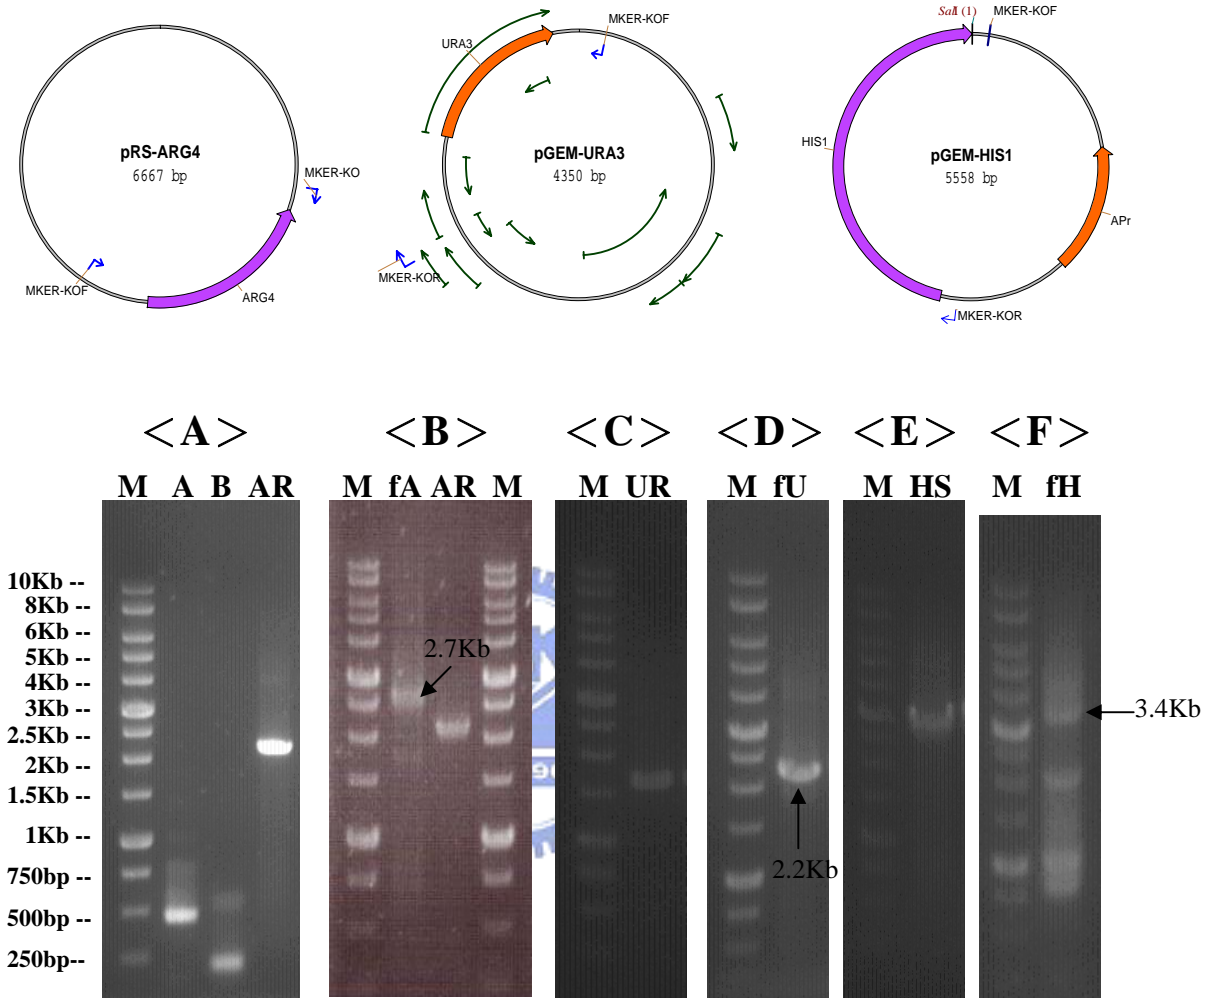 SalI (1)
MKER-KOF
MKER-KOF
URA3
pRS-ARG4
6667 bp
pGEM-URA3
4350 bp
HIS1
pGEM-HIS1
5558 bp
MKER-KO
APr
MKER-KOF
ARG4
MKER-KOR
MKER-KOR
<A> <B> <C> <D> <E> <F>
M A B AR M fA AR M M UR M fU M HS M fH
10Kb --
8Kb --
6Kb --
5Kb --
4Kb --
3Kb --
2.5Kb --
2Kb --
1.5Kb --
1Kb --
750bp --
500bp --
250bp--
2.7Kb
2.2Kb
3.4Kb